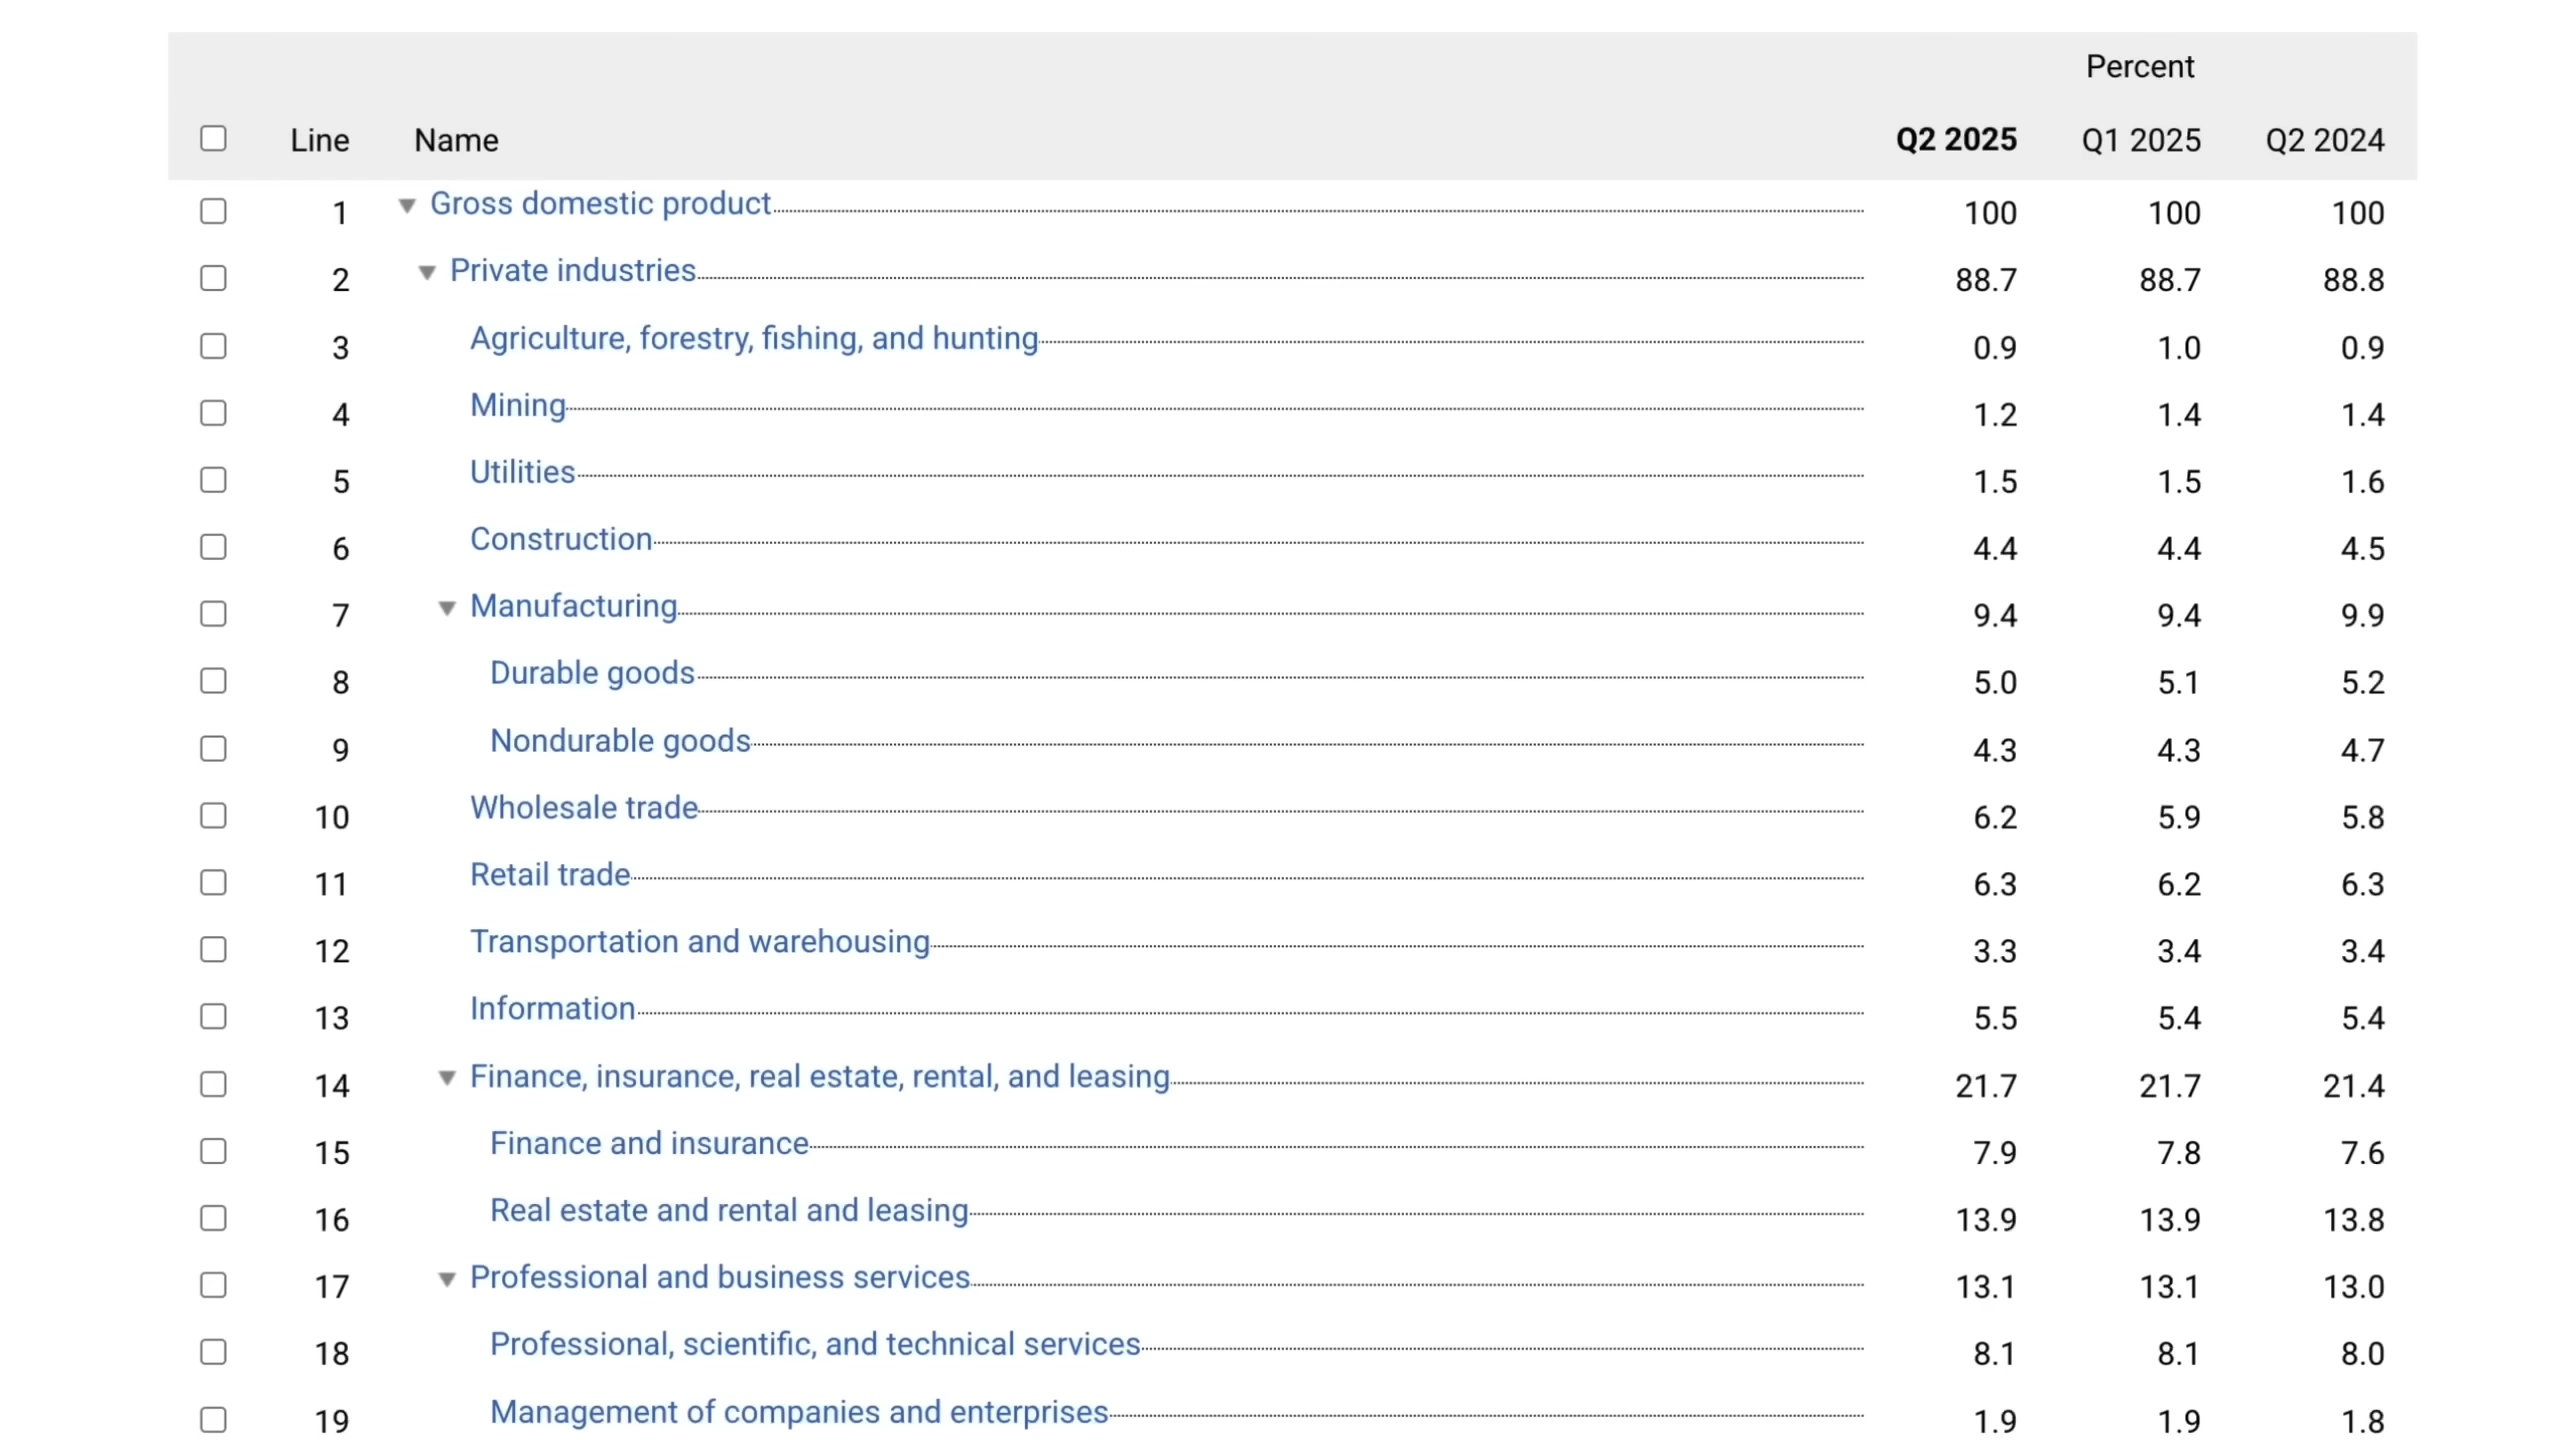 Percent
Line Name Q2 2025 Q1 2025 Q2 2024
1 Gross domestic product 100 100 100
2 Private industries 88.7 88.7 88.8
3 Agriculture, forestry, fishing, and hunting 0.9 1.0 0.9
4 Mining 1.2 1.4 1.4
5 Utilities 1.5 1.5 1.6
6 Construction 4.4 4.4 4.5
7 Manufacturing 9.4 9.4 9.9
8 Durable goods 5.0 5.1 5.2
9 Nondurable goods 4.3 4.3 4.7
10 Wholesale trade 6.2 5.9 5.8
11 Retail trade 6.3 6.2 6.3
12 Transportation and warehousing 3.3 3.4 3.4
13 Information 5.5 5.4 5.4
14 Finance, insurance, real estate, rental, and leasing 21.7 21.7 21.4
15 Finance and insurance 7.9 7.8 7.6
16 Real estate and rental and leasing 13.9 13.9 13.8
17 Professional and business services 13.1 13.1 13.0
18 Professional, scientific, and technical services 8.1 8.1 8.0
19 Management of companies and enterprises 1.9 1.9 1.8